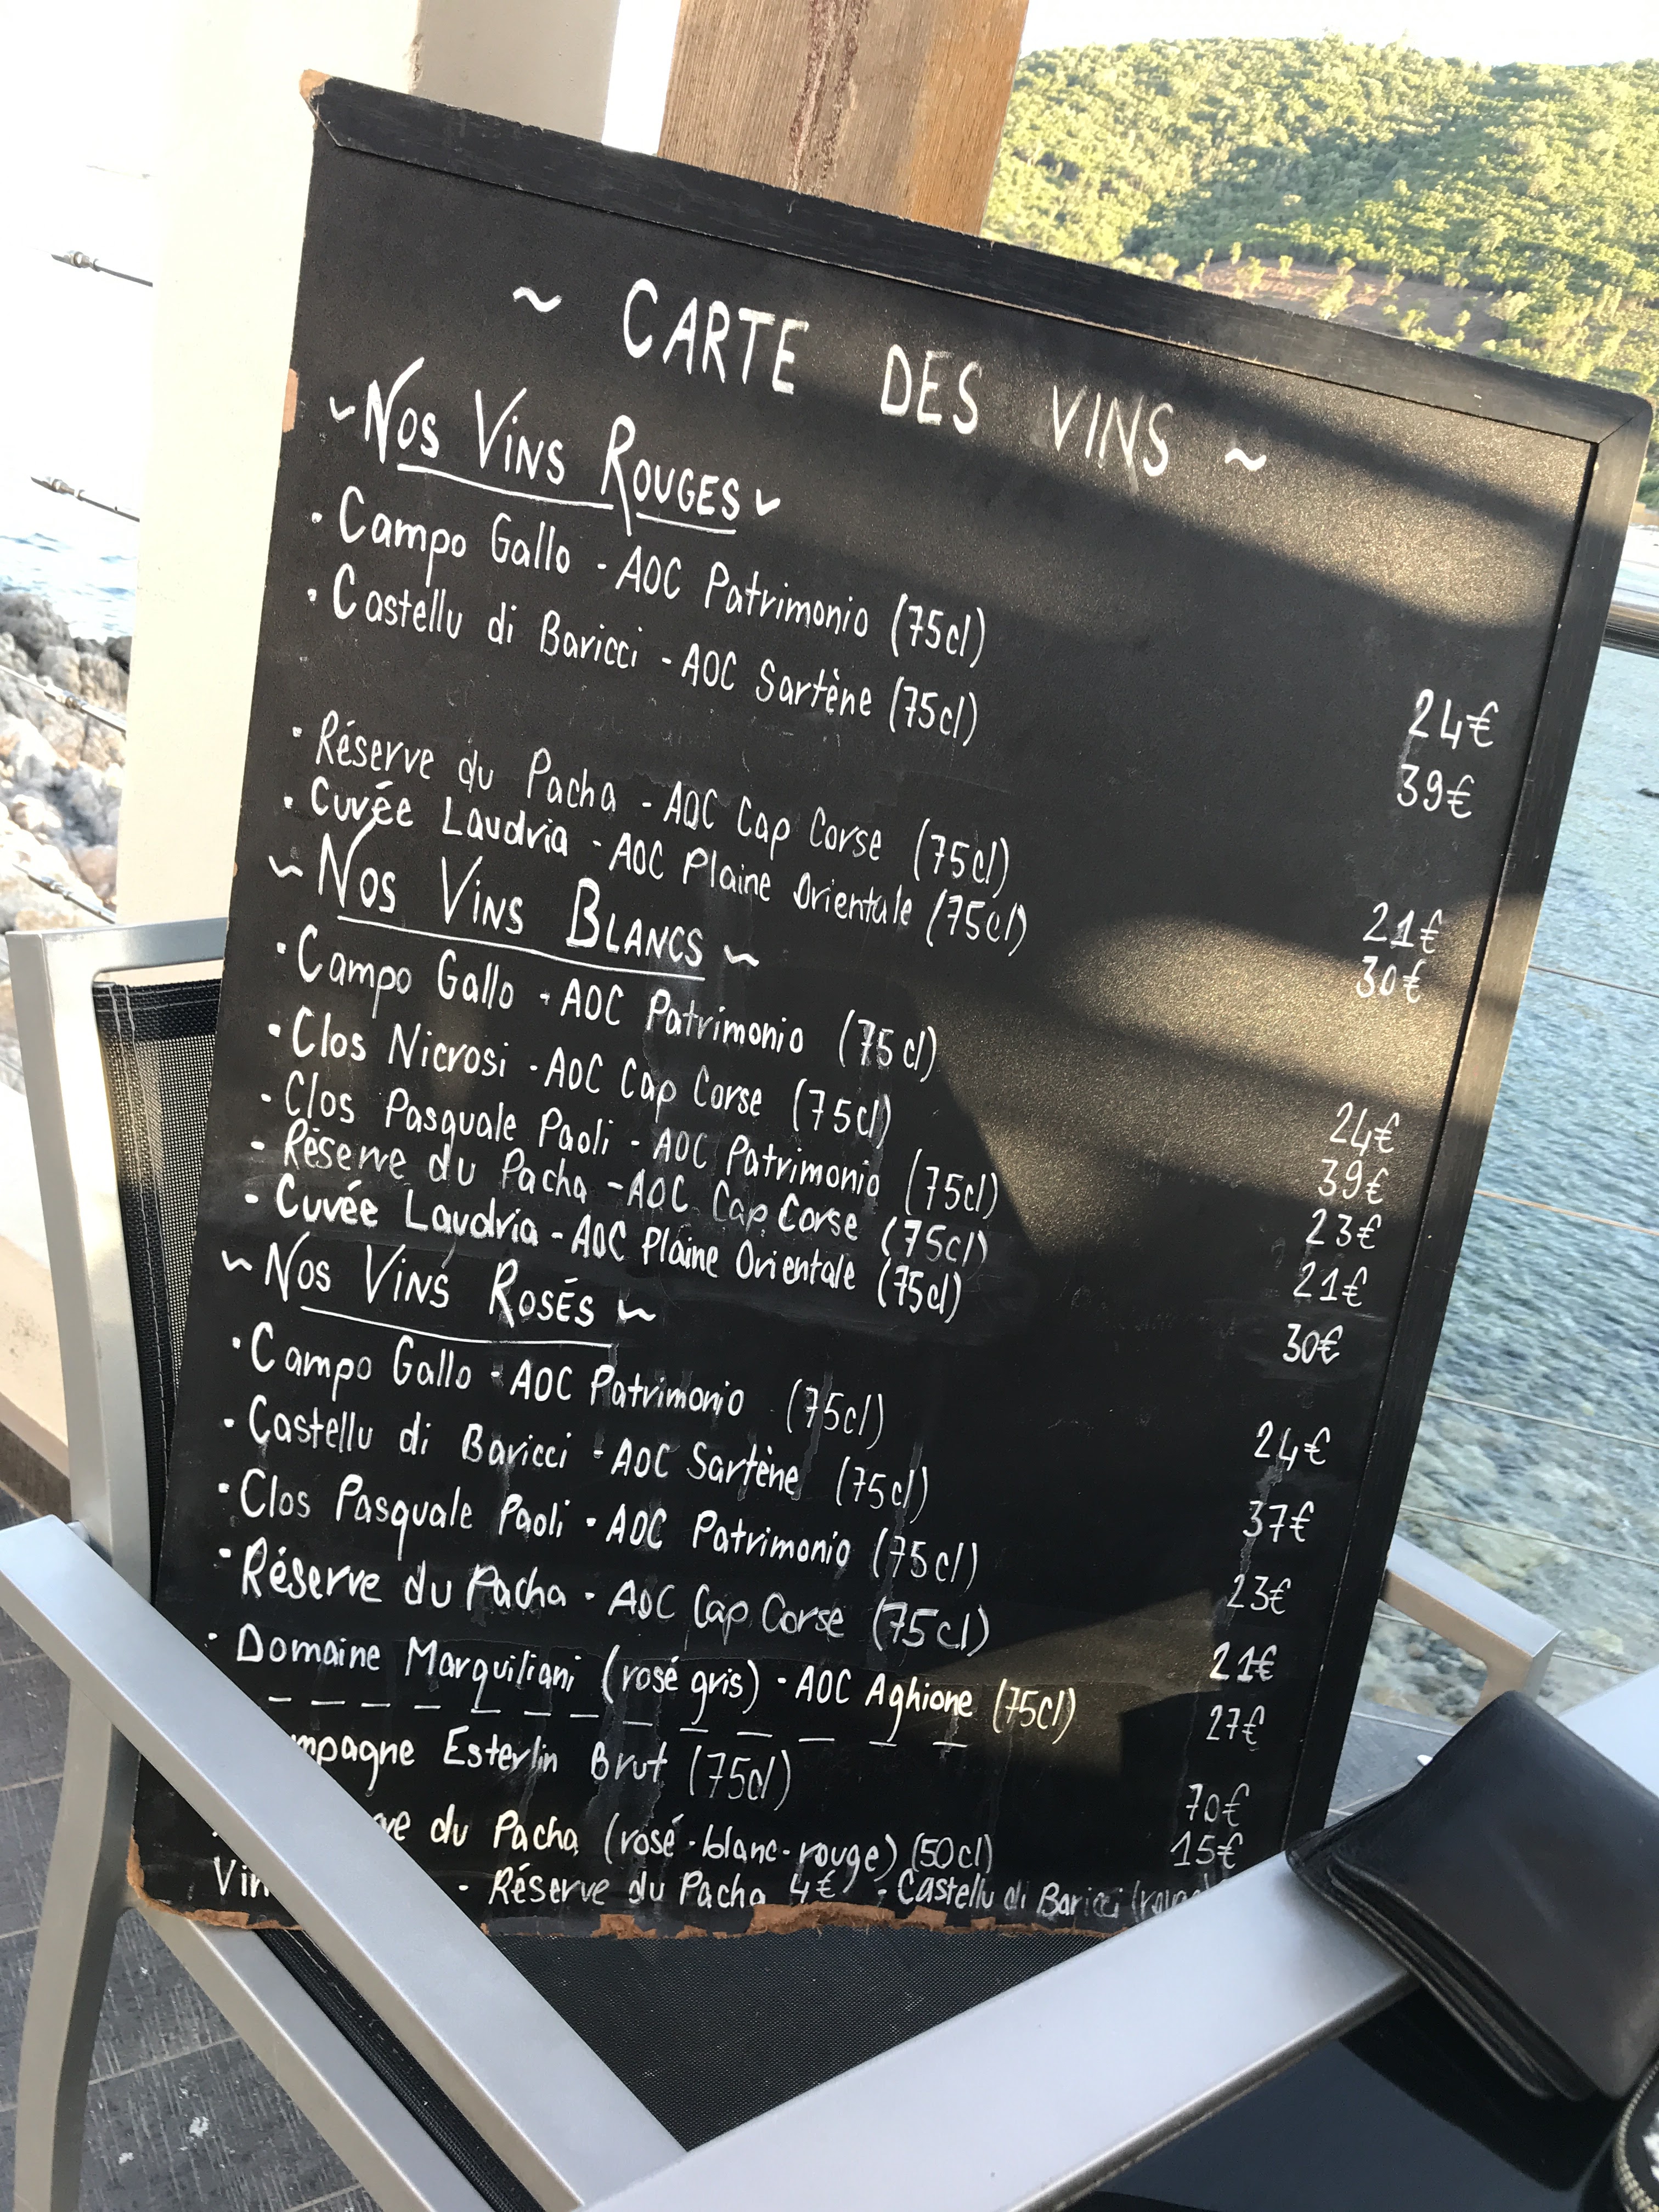 ~ CARTE DES VINS ~
~ NOS VINS ROUGES ~
· Campo Gallo - AOC Patrimonio (75cl) 24€
· Castellu di Baricci - AOC Sartène (75cl) 39€
· Réserve du Pacha - AOC Cap Corse (75cl) 21€
· Cuvée Laudria - AOC Plaine Orientale (75cl) 30€
~ NOS VINS BLANCS ~
· Campo Gallo - AOC Patrimonio (75cl) 24€
· Clos Nicrosi - AOC Cap Corse (75cl) 39€
· Clos Pasquale Paoli - AOC Patrimonio (75cl) 23€
- Réserve du Pacha - AOC Cap Corse (75cl) 21€
- Cuvée Laudria - AOC Plaine Orientale (75cl) 30€
~ NOS VINS ROSÉS ~
· Campo Gallo - AOC Patrimonio (75cl) 24€
· Castellu di Baricci - AOC Sartène (75cl) 37€
· Clos Pasquale Paoli - AOC Patrimonio (75cl) 23€
· Réserve du Pacha - AOC Cap Corse (75cl) 21€
· Domaine Marquiliani (rosé gris) - AOC Aghione (75cl) 27€
mpagne Esterlin Brut (75cl) 70€
ve du Pacha (rosé-blanc-rouge) (50cl) 15€
Vin - Réserve du Pacha 4€ - Castellu di Baricci